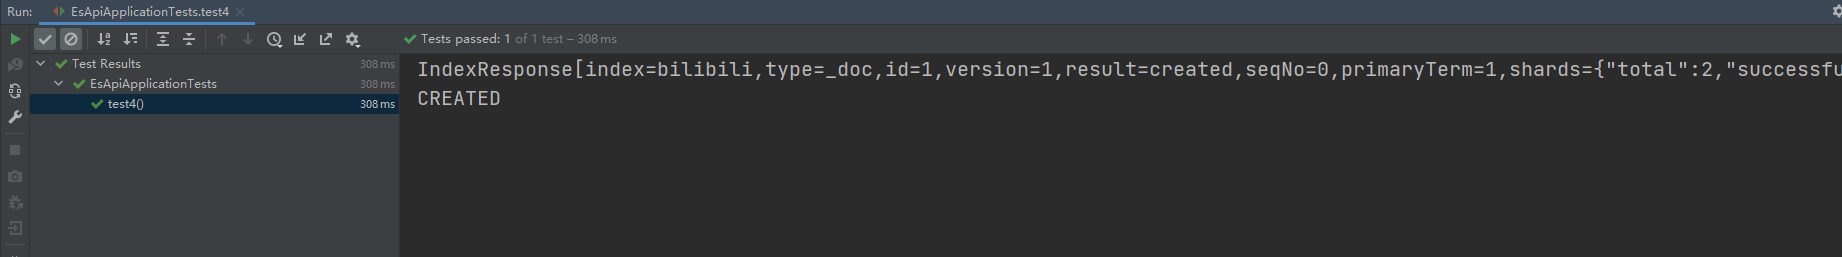 Run: EsApiApplicationTests.test4
Tests passed: 1 of 1 test – 308 ms
Test Results 308 ms
EsApiApplicationTests 308 ms
test4() 308 ms
IndexResponse[index=bilibili,type=_doc,id=1,version=1,result=created,seqNo=0,primaryTerm=1,shards={"total":2,"successfu
CREATED